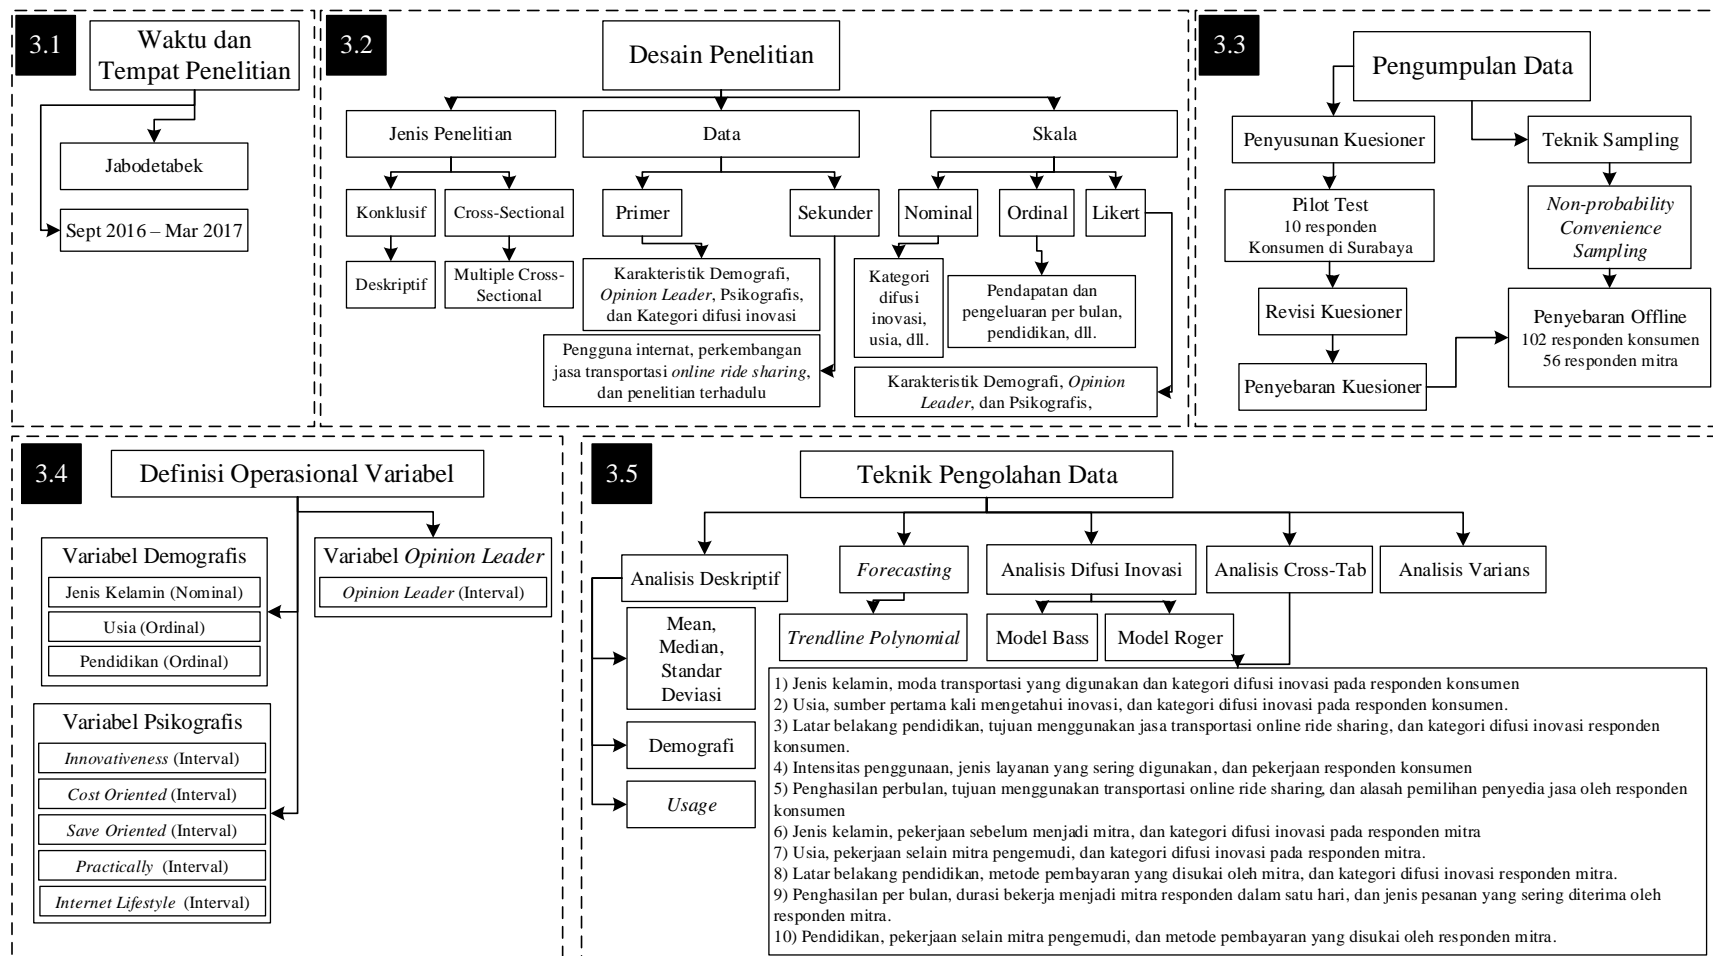 3.1
Waktu dan
Tempat Penelitian
Jabodetabek
Sept 2016 – Mar 2017
3.2
Desain Penelitian
Jenis Penelitian
Data
Skala
Konklusif
Cross-Sectional
Primer
Sekunder
Nominal
Ordinal
Likert
Deskriptif
Multiple Cross-
Sectional
Karakteristik Demografi,
Opinion Leader, Psikografis,
dan Kategori difusi inovasi
Pengguna internet, perkembangan
jasa transportasi online ride sharing,
dan penelitian terhadulu
Kategori
difusi
inovasi,
usia, dll.
Pendapatan dan
pengeluaran per bulan,
pendidikan, dll.
Karakteristik Demografi, Opinion
Leader, dan Psikografis,
3.3
Pengumpulan Data
Penyusunan Kuesioner
Pilot Test
10 responden
Konsumen di Surabaya
Revisi Kuesioner
Penyebaran Kuesioner
Teknik Sampling
Non-probability
Convenience
Sampling
Penyebaran Offline
102 responden konsumen
56 responden mitra
3.4
Definisi Operasional Variabel
Variabel Demografis
Jenis Kelamin (Nominal)
Usia (Ordinal)
Pendidikan (Ordinal)
Variabel Opinion Leader
Opinion Leader (Interval)
Variabel Psikografis
Innovativeness (Interval)
Cost Oriented (Interval)
Save Oriented (Interval)
Practically (Interval)
Internet Lifestyle (Interval)
3.5
Teknik Pengolahan Data
Analisis Deskriptif
Forecasting
Analisis Difusi Inovasi
Analisis Cross-Tab
Analisis Varians
Mean,
Median,
Standar
Deviasi
Demografi
Usage
Trendline Polynomial
Model Bass
Model Roger
1) Jenis kelamin, moda transportasi yang digunakan dan kategori difusi inovasi pada responden konsumen
2) Usia, sumber pertama kali mengetahui inovasi, dan kategori difusi inovasi pada responden konsumen.
3) Latar belakang pendidikan, tujuan menggunakan jasa transportasi online ride sharing, dan kategori difusi inovasi responden
konsumen.
4) Intensitas penggunaan, jenis layanan yang sering digunakan, dan pekerjaan responden konsumen
5) Penghasilan perbulan, tujuan menggunakan transportasi online ride sharing, dan alasah pemilihan penyedia jasa oleh responden
konsumen
6) Jenis kelamin, pekerjaan sebelum menjadi mitra, dan kategori difusi inovasi pada responden mitra
7) Usia, pekerjaan selain mitra pengemudi, dan kategori difusi inovasi pada responden mitra.
8) Latar belakang pendidikan, metode pembayaran yang disukai oleh mitra, dan kategori difusi inovasi responden mitra.
9) Penghasilan per bulan, durasi bekerja menjadi mitra responden dalam satu hari, dan jenis pesanan yang sering diterima oleh
responden mitra.
10) Pendidikan, pekerjaan selain mitra pengemudi, dan metode pembayaran yang disukai oleh responden mitra.